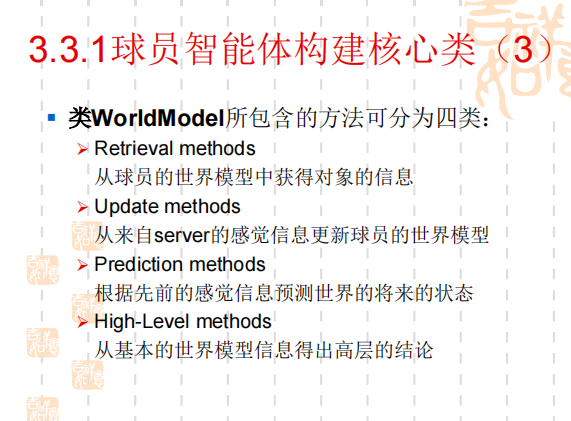 3.3.1球员智能体构建核心类（3）
类WorldModel所包含的方法可分为四类：
Retrieval methods
从球员的世界模型中获得对象的信息
Update methods
从来自server的感觉信息更新球员的世界模型
Prediction methods
根据先前的感觉信息预测世界的将来的状态
High-Level methods
从基本的世界模型信息得出高层的结论